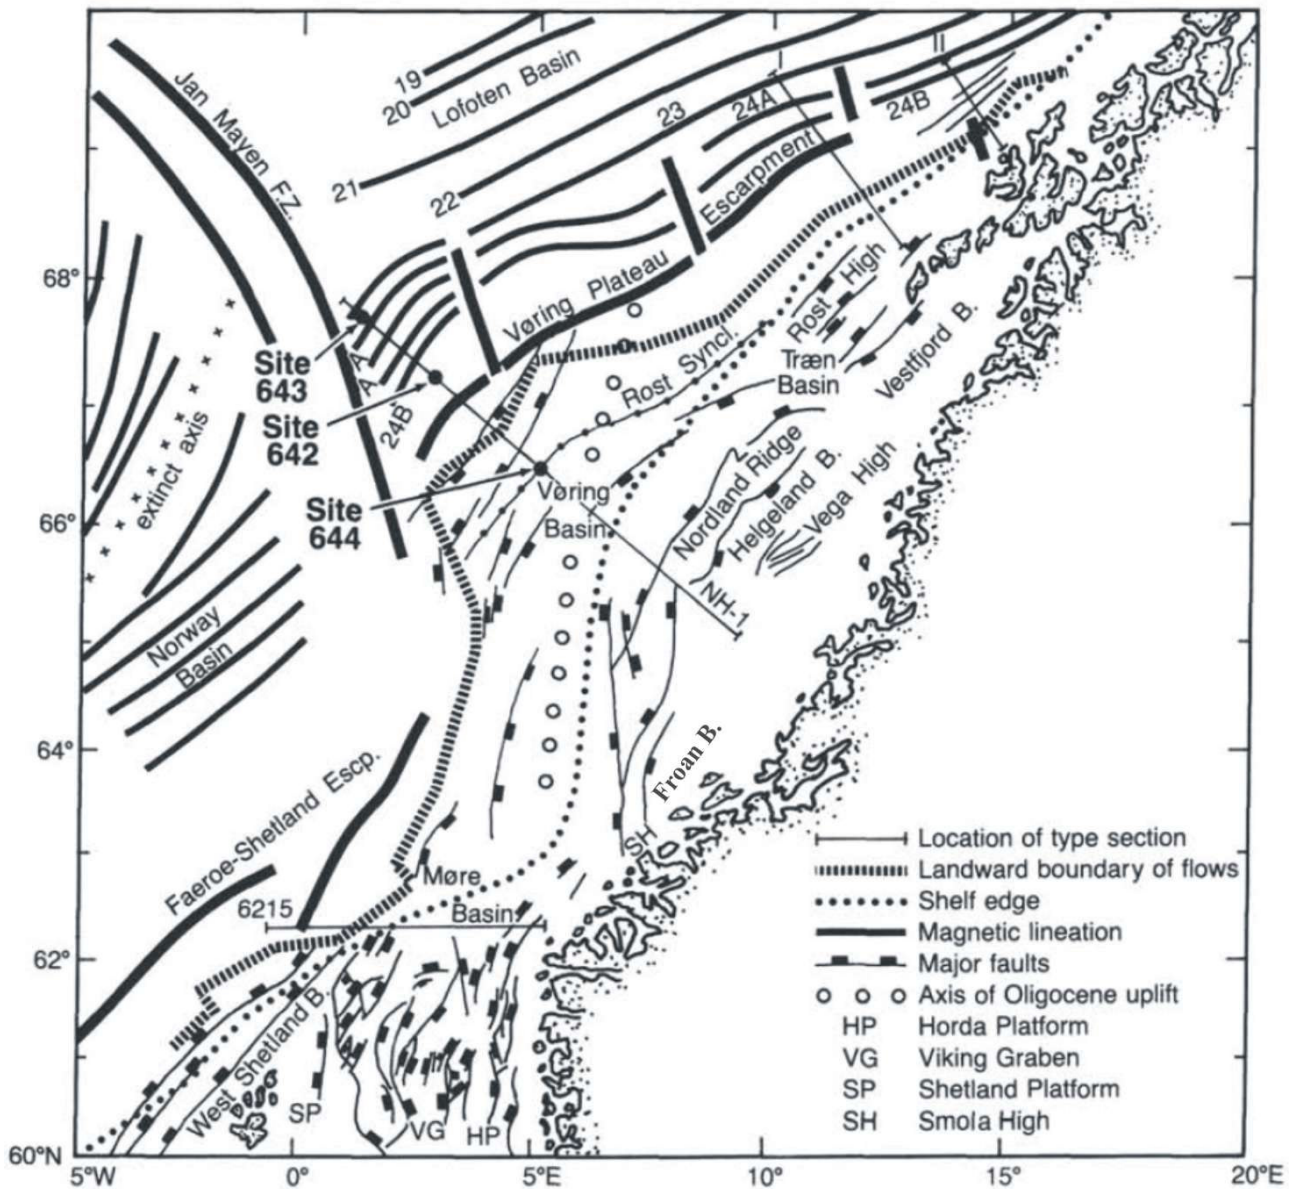 19
20
Lofoten Basin
21
22
23
24A
24B
I
II
Jan Mayen F.Z.
Escarpment
Vøring Plateau
68°
Rost High
Vestfjord B.
Træn
Basin
Rost Syncl.
Site
643
A
A
24B
Site
642
Site
644
extinct axis
66°
Vøring
Basin
Nordland Ridge
Helgeland B.
Vega High
NH-1
Norway
Basin
64°
Froan B.
SH
Faeroe-Shetland Escp.
Møre
Basin
6215
62°
West Shetland B.
SP
VG
HP
60°N
5°W
0°
5°E
10°
15°
20°E
Location of type section
Landward boundary of flows
Shelf edge
Magnetic lineation
Major faults
Axis of Oligocene uplift
HP Horda Platform
VG Viking Graben
SP Shetland Platform
SH Smola High